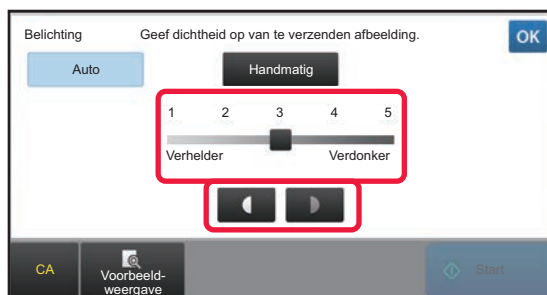 Belichting Geef dichtheid op van te verzenden afbeelding. OK
Auto Handmatig
1 2 3 4 5
Verhelder Verdonker
CA Voorbeeld-
weergave Start